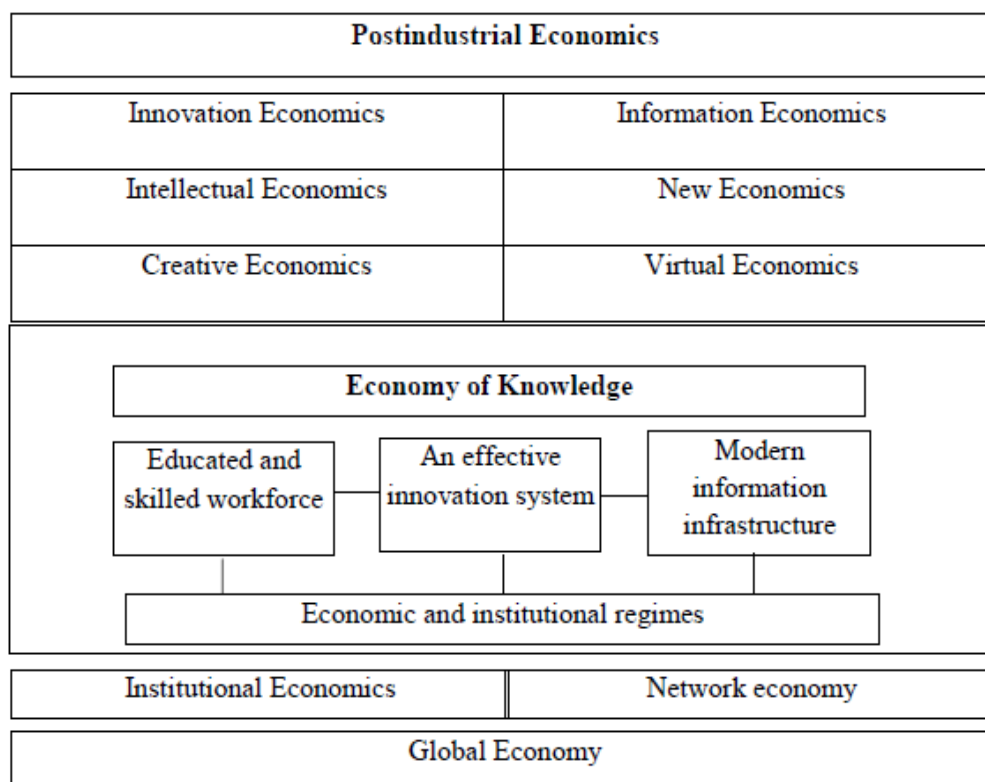 Postindustrial Economics
Innovation Economics
Information Economics
Intellectual Economics
New Economics
Creative Economics
Virtual Economics
Economy of Knowledge
Educated and
skilled workforce
An effective
innovation system
Modern
information
infrastructure
Economic and institutional regimes
Institutional Economics
Network economy
Global Economy